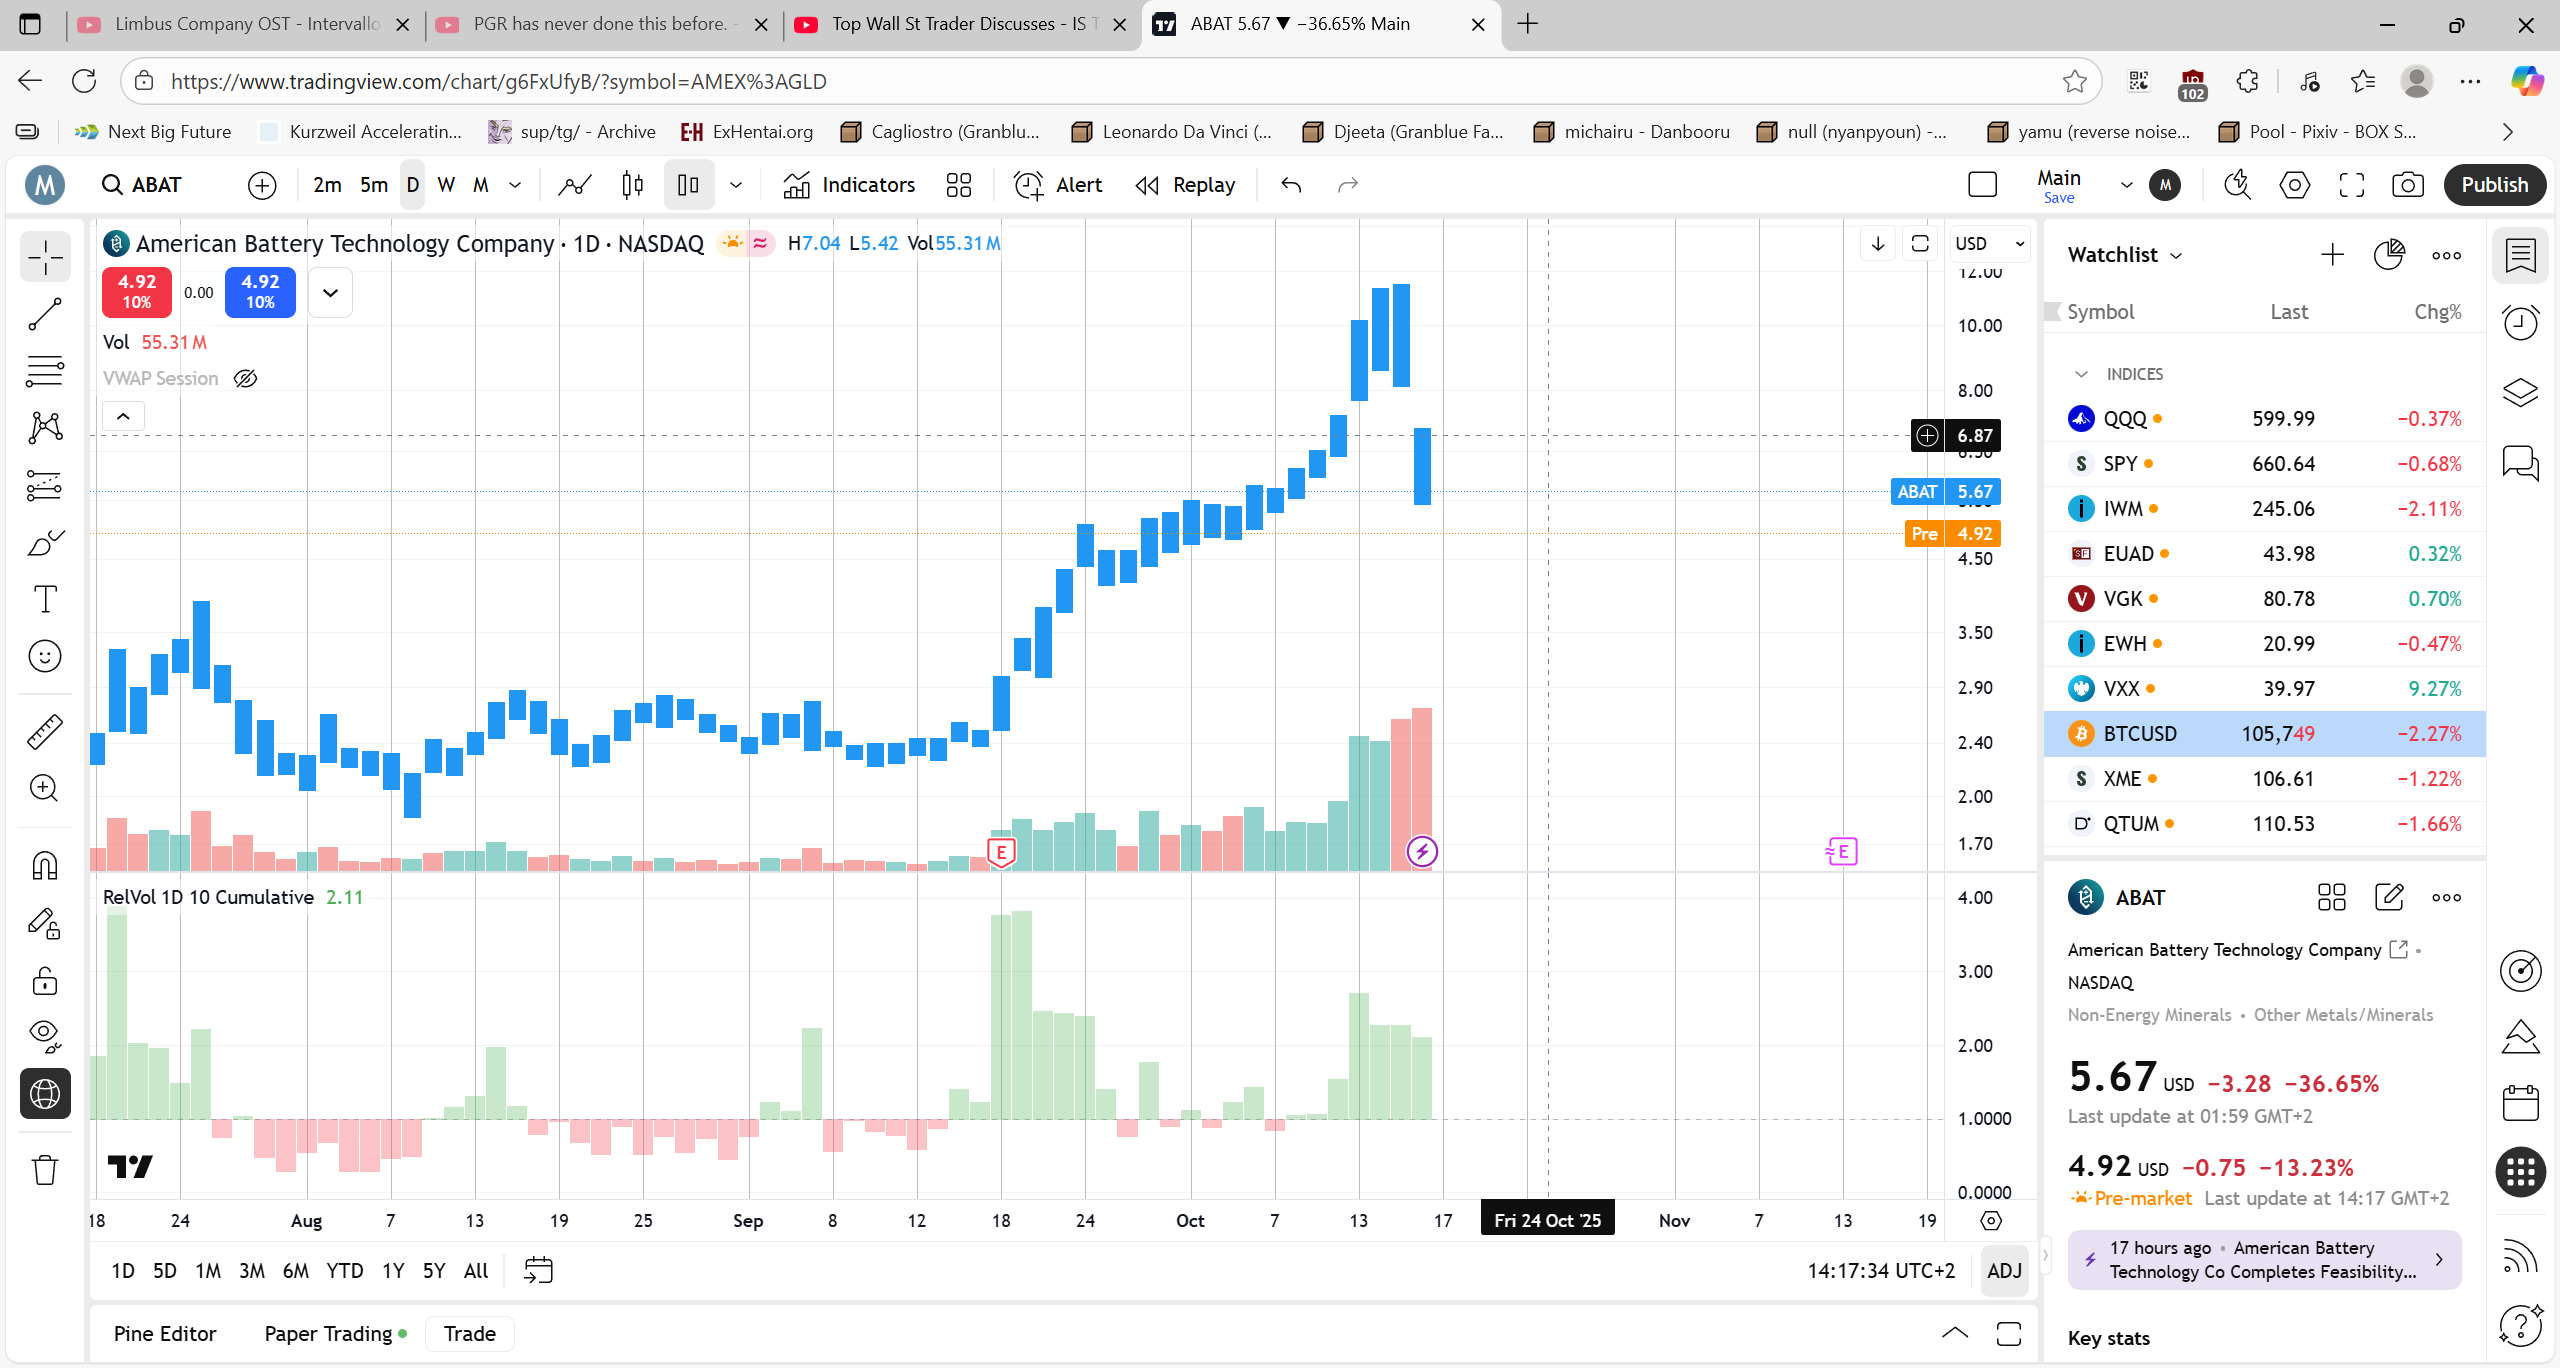 Limbus Company OST - Intervallo
PGR has never done this before. -
Top Wall St Trader Discusses - IS T
ABAT 5.67 ▼ −36.65% Main
https://www.tradingview.com/chart/g6FxUfyB/?symbol=AMEX%3AGLD
102
Next Big Future
Kurzweil Acceleratin...
sup/tg/ - Archive
E-H ExHentai.org
Cagliostro (Granblu...
Leonardo Da Vinci (...
Djeeta (Granblue Fa...
michairu - Danbooru
null (nyanpyoun) -...
yamu (reverse noise...
Pool - Pixiv - BOX S...
M
ABAT
2m 5m D W M
Indicators
Alert
Replay
Main
Save
M
Publish
American Battery Technology Company · 1D · NASDAQ
H7.04 L5.42 Vol55.31 M
USD
4.92
10%
0.00
4.92
10%
Vol 55.31 M
VWAP Session
12.00
10.00
8.00
6.87
ABAT 5.67
Pre 4.92
4.50
3.50
2.90
2.40
2.00
1.70
E
E
RelVol 1D 10 Cumulative 2.11
4.00
3.00
2.00
1.0000
0.0000
18 24 Aug 7 13 19 25 Sep 8 12 18 24 Oct 7 13 17 Fri 24 Oct '25 Nov 7 13 19
1D 5D 1M 3M 6M YTD 1Y 5Y All
14:17:34 UTC+2
ADJ
Pine Editor
Paper Trading
Trade
Watchlist
Symbol Last Chg%
INDICES
QQQ 599.99 −0.37%
SPY 660.64 −0.68%
IWM 245.06 −2.11%
EUAD 43.98 0.32%
VGK 80.78 0.70%
EWH 20.99 −0.47%
VXX 39.97 9.27%
BTCUSD 105,749 −2.27%
XME 106.61 −1.22%
QTUM 110.53 −1.66%
ABAT
American Battery Technology Company •
NASDAQ
Non-Energy Minerals • Other Metals/Minerals
5.67 USD −3.28 −36.65%
Last update at 01:59 GMT+2
4.92 USD −0.75 −13.23%
Pre-market Last update at 14:17 GMT+2
17 hours ago • American Battery
Technology Co Completes Feasibility...
Key stats